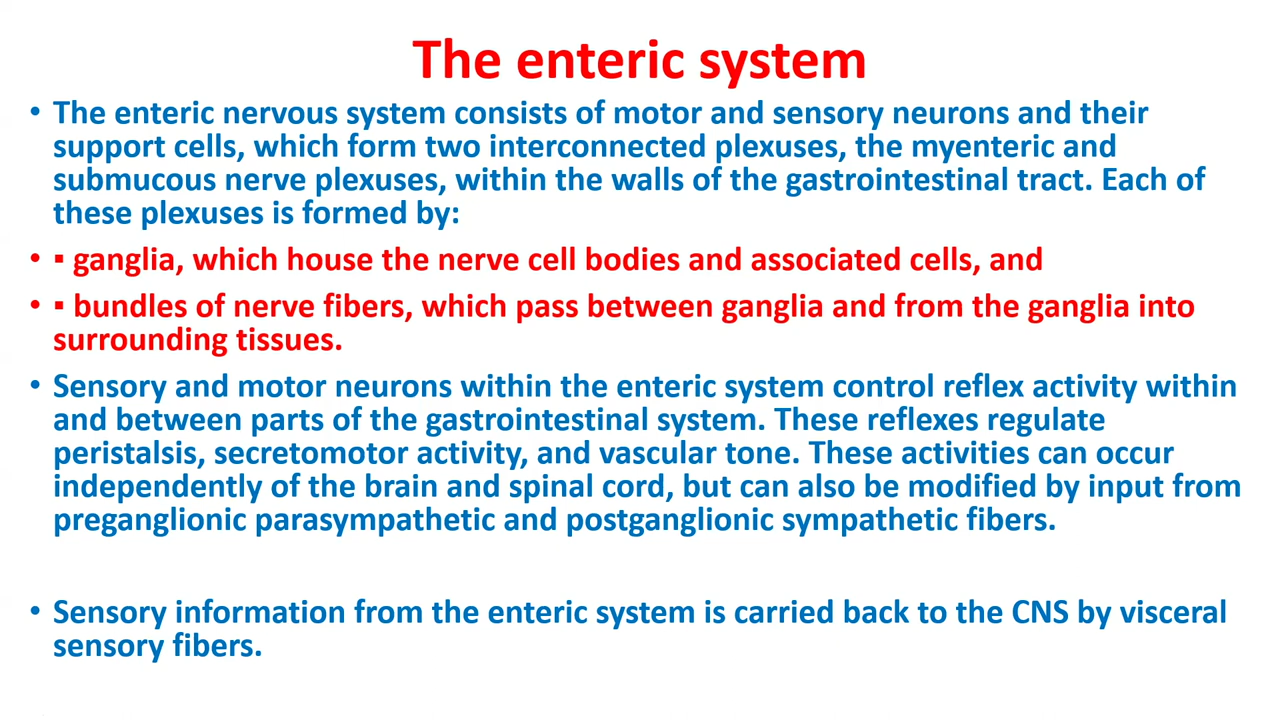 The enteric system
• The enteric nervous system consists of motor and sensory neurons and their
support cells, which form two interconnected plexuses, the myenteric and
submucous nerve plexuses, within the walls of the gastrointestinal tract. Each of
these plexuses is formed by:
• ▪ ganglia, which house the nerve cell bodies and associated cells, and
• ▪ bundles of nerve fibers, which pass between ganglia and from the ganglia into
surrounding tissues.
• Sensory and motor neurons within the enteric system control reflex activity within
and between parts of the gastrointestinal system. These reflexes regulate
peristalsis, secretomotor activity, and vascular tone. These activities can occur
independently of the brain and spinal cord, but can also be modified by input from
preganglionic parasympathetic and postganglionic sympathetic fibers.
• Sensory information from the enteric system is carried back to the CNS by visceral
sensory fibers.